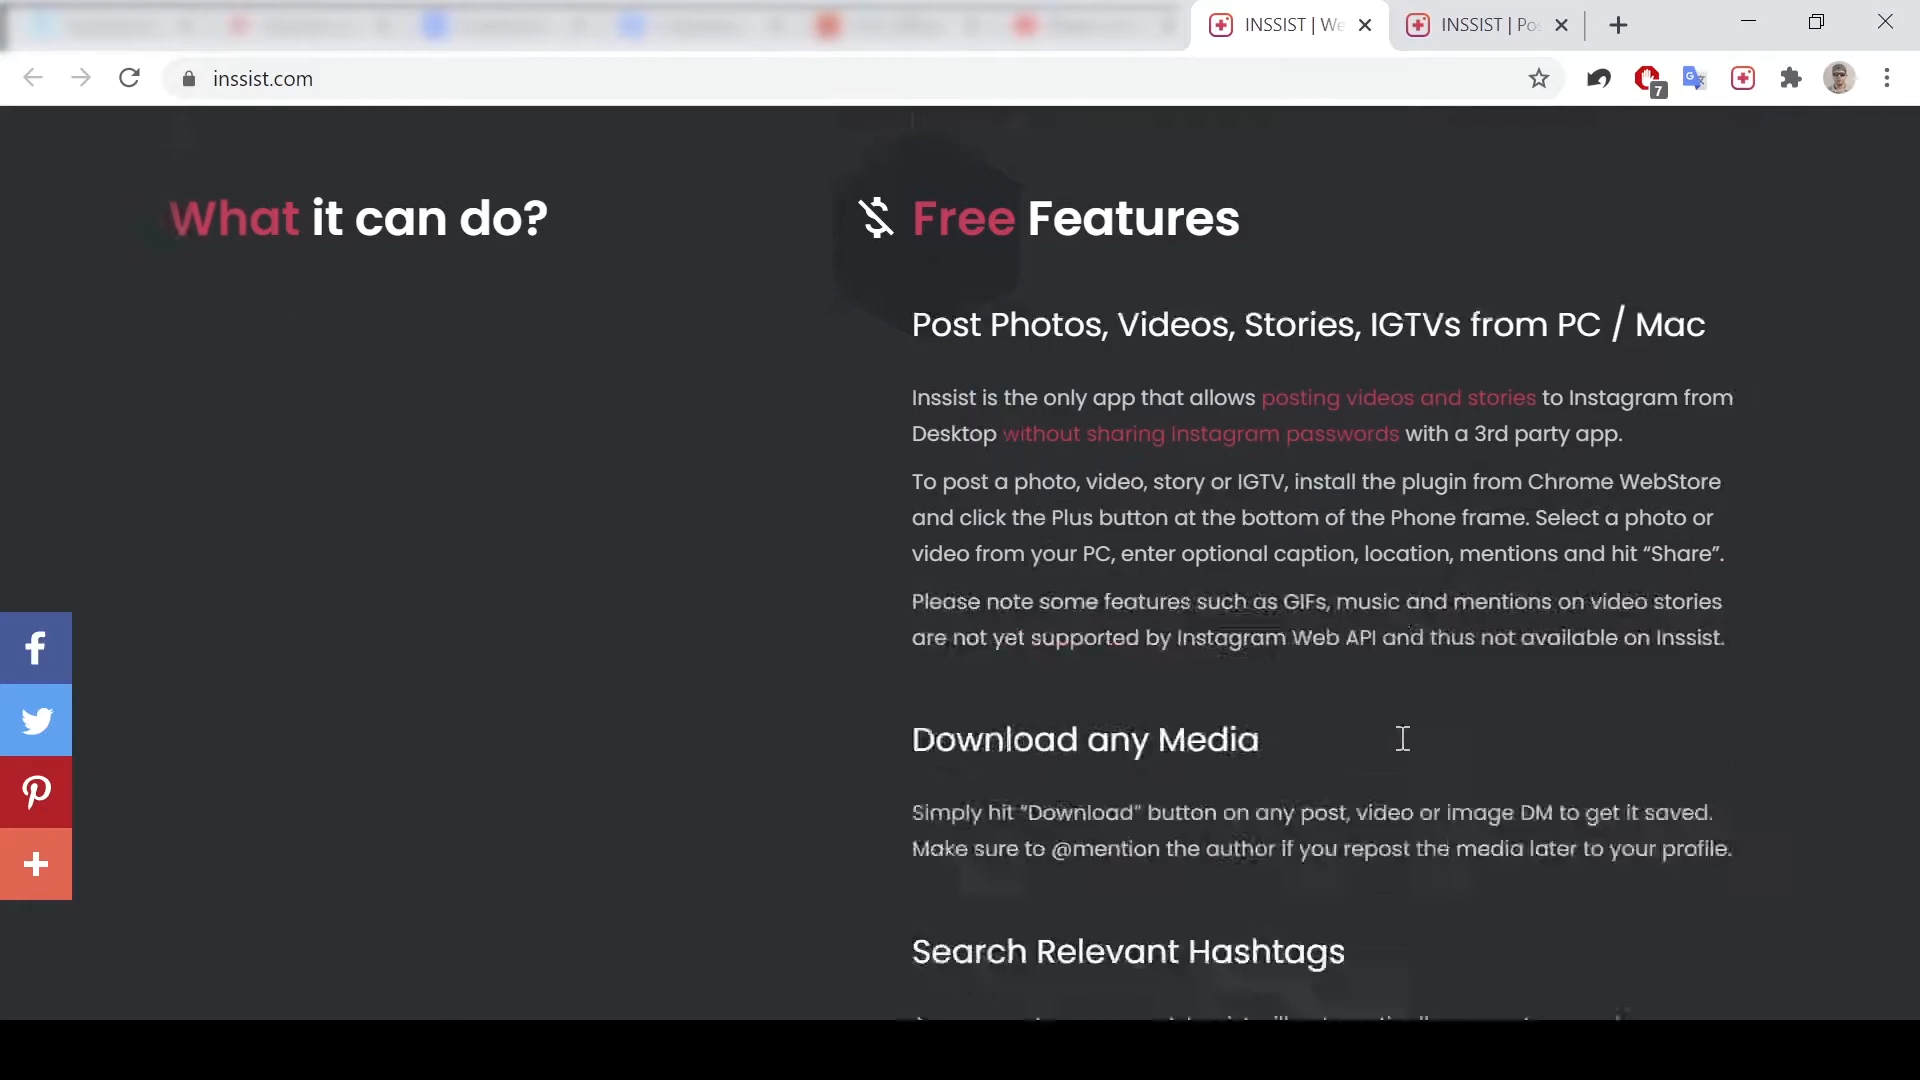 INSSIST | We
INSSIST | Po
inssist.com
7
What it can do?
Free Features
Post Photos, Videos, Stories, IGTVs from PC / Mac
Inssist is the only app that allows posting videos and stories to Instagram from
Desktop without sharing Instagram passwords with a 3rd party app.
To post a photo, video, story or IGTV, install the plugin from Chrome WebStore
and click the Plus button at the bottom of the Phone frame. Select a photo or
video from your PC, enter optional caption, location, mentions and hit “Share”.
Please note some features such as GIFs, music and mentions on video stories
are not yet supported by Instagram Web API and thus not available on Inssist.
Download any Media
Simply hit “Download” button on any post, video or image DM to get it saved.
Make sure to @mention the author if you repost the media later to your profile.
Search Relevant Hashtags